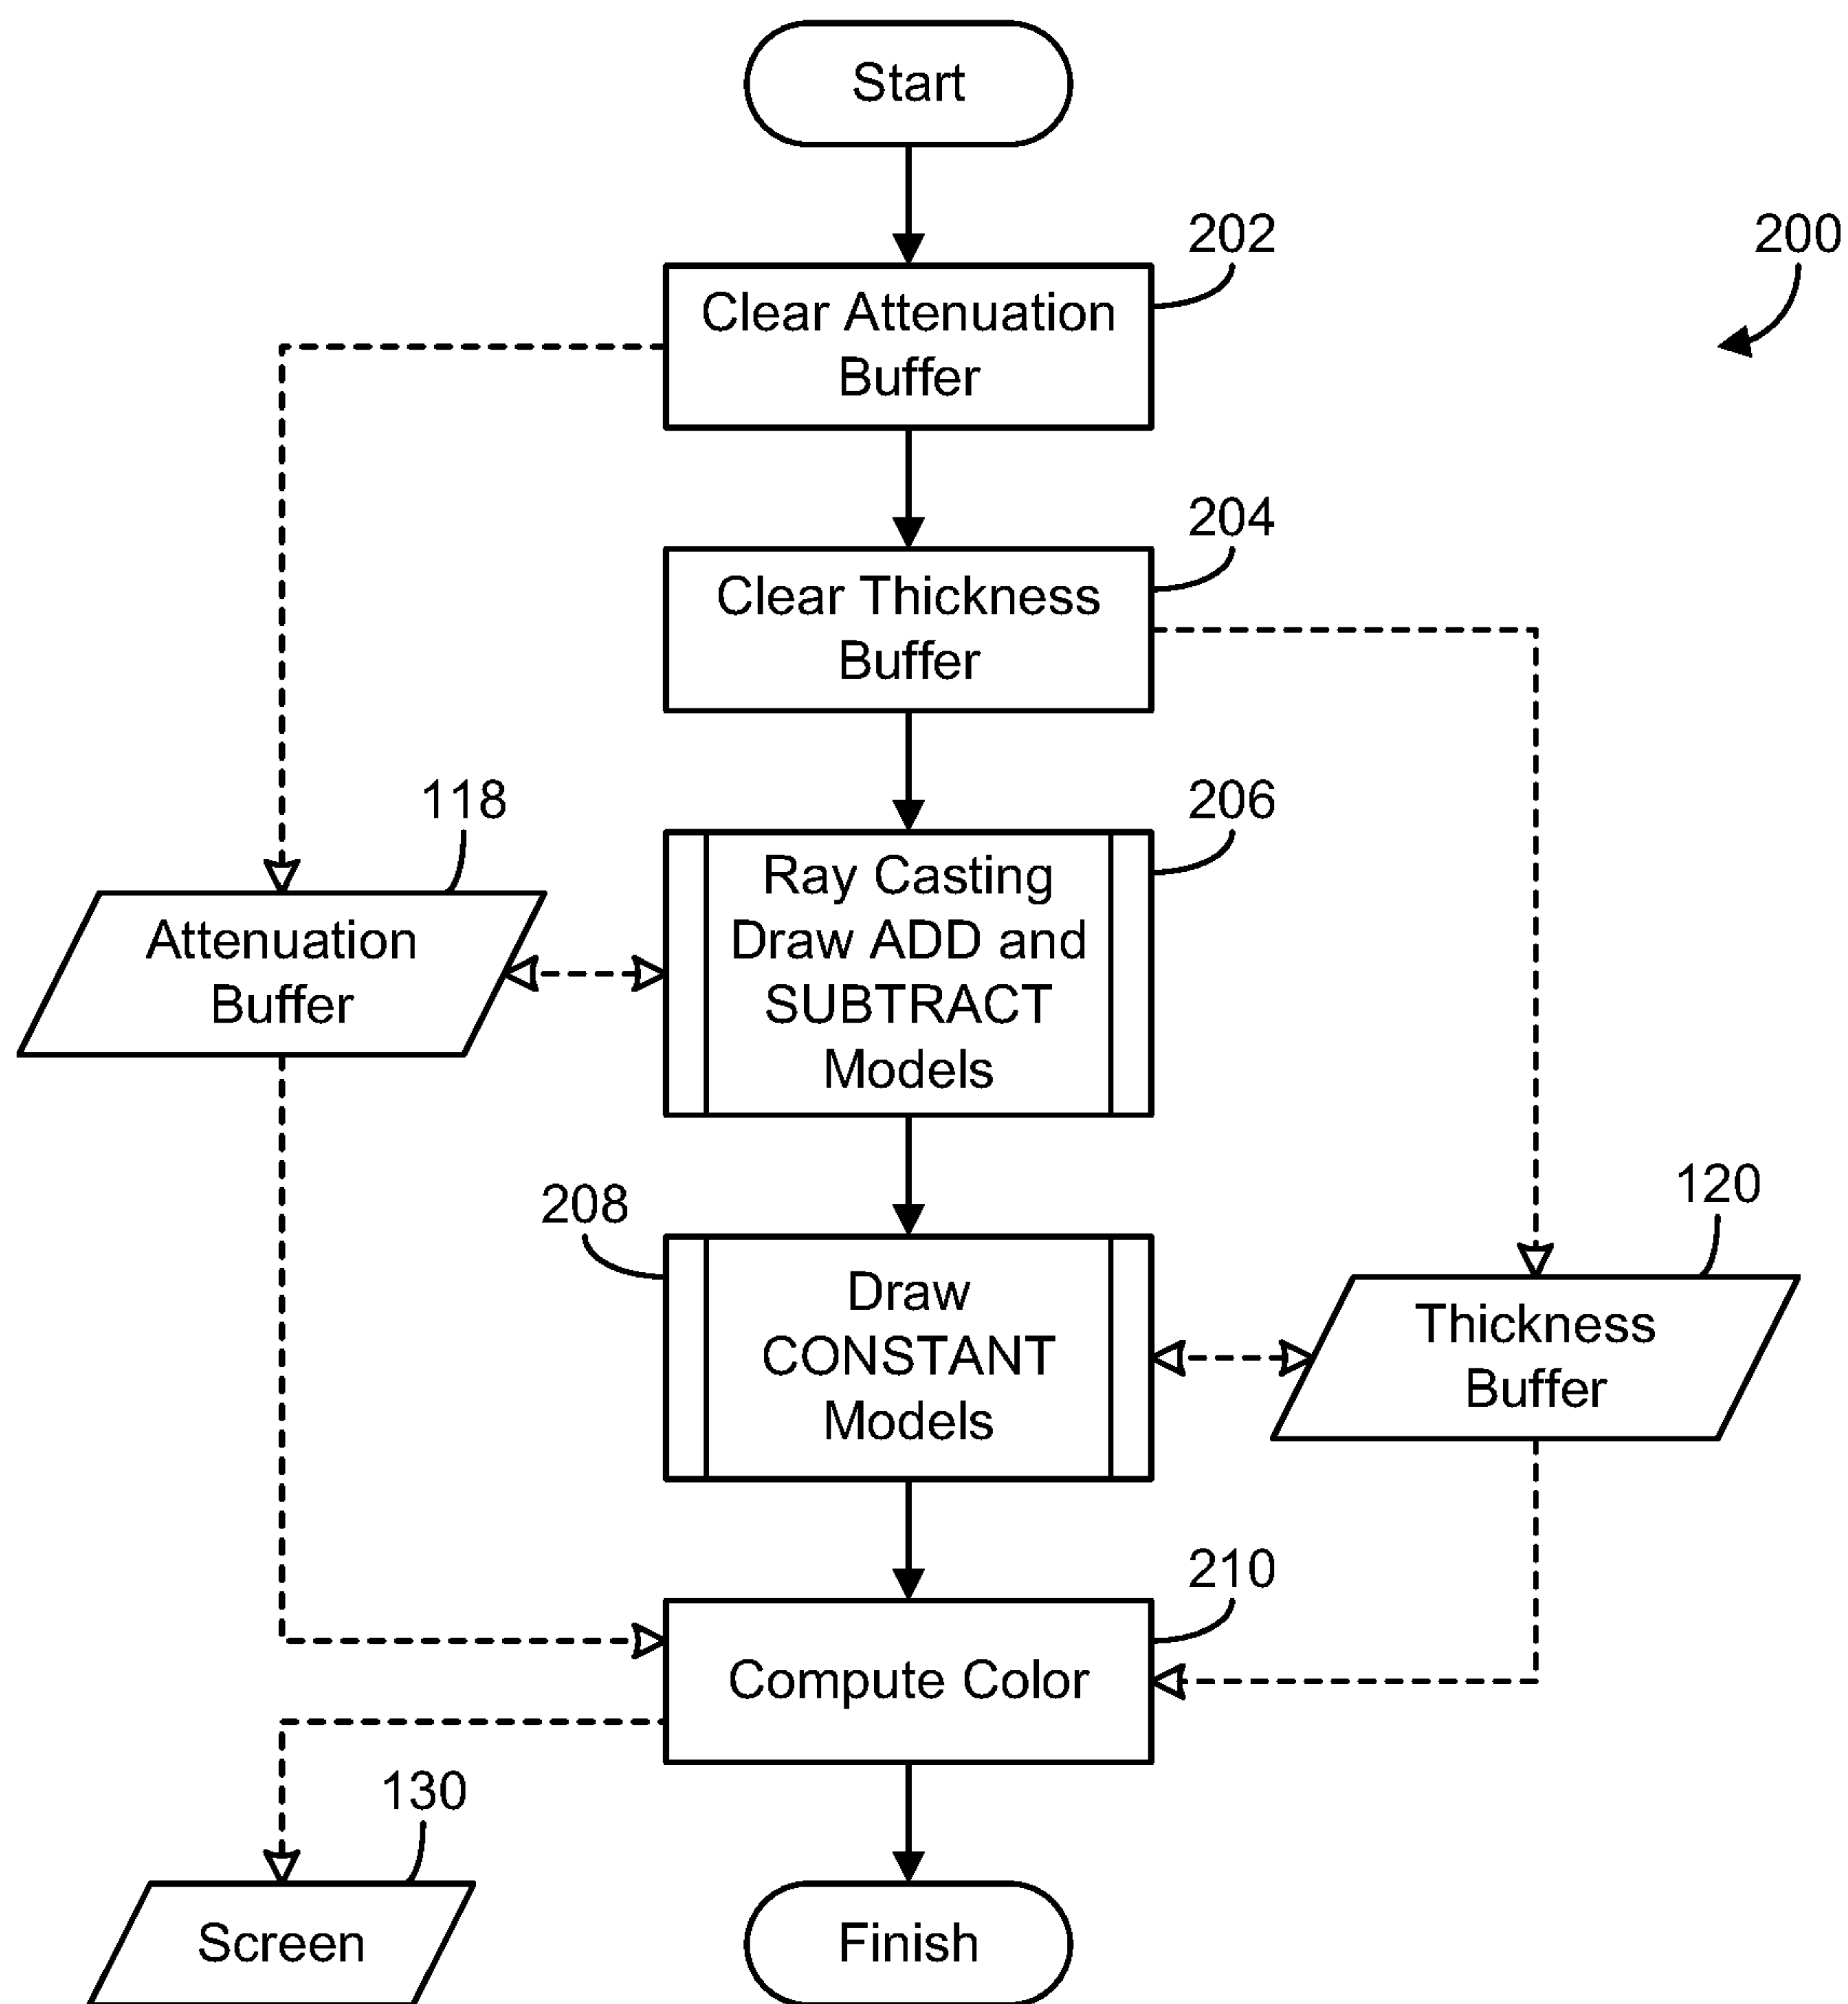 Start
202
200
Clear Attenuation
Buffer
204
Clear Thickness
Buffer
118
206
Attenuation
Buffer
Ray Casting
Draw ADD and
SUBTRACT
Models
208
120
Draw
CONSTANT
Models
Thickness
Buffer
210
Compute Color
130
Screen
Finish